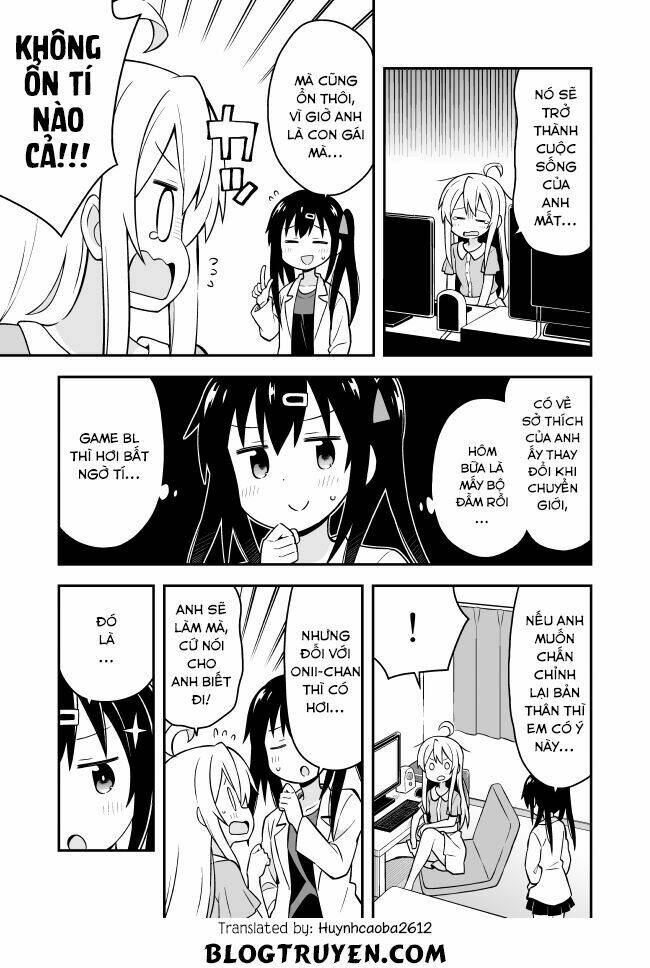 NÓ SẼ
TRỞ
THÀNH
CUỘC
SỐNG
CỦA
ANH
MẤT...
MÀ CŨNG
ỔN THÔI,
VÌ GIỜ ANH
LÀ CON GÁI
MÀ...
KHÔNG
ỔN TÍ
NÀO
CẢ!!!
カッ
CÓ VẺ
SỞ THÍCH
CỦA ANH
ẤY THAY
ĐỔI KHI
CHUYỂN
GIỚI,
HÔM
BỮA LÀ
MẤY BỘ
ĐẦM RỒI
...
GAME BL
THÌ HƠI BẤT
NGỜ TÍ...
NẾU ANH
MUỐN
CHẤN
CHỈNH
LẠI BẢN
THÂN THÌ
EM CÓ Ý
NÀY...
!
NHƯNG
ĐỐI VỚI
ONII-CHAN
THÌ CÓ
HƠI...
ANH SẼ
LÀM MÀ,
CỨ NÓI
CHO
ANH BIẾT
ĐI!
ĐÓ
LÀ
...
Translated by: Huynhcaoba2612
BLOGTRUYEN.COM